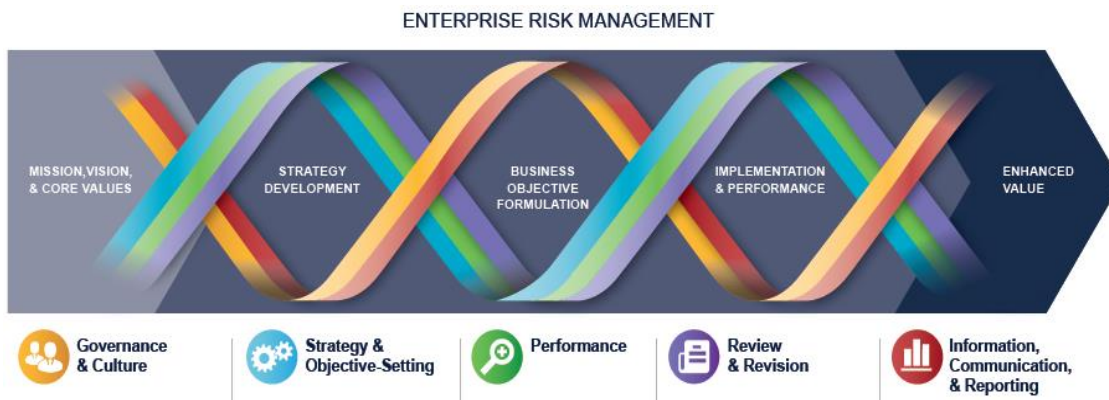 ENTERPRISE RISK MANAGEMENT
MISSION,VISION,
& CORE VALUES
STRATEGY
DEVELOPMENT
BUSINESS
OBJECTIVE
FORMULATION
IMPLEMENTATION
& PERFORMANCE
ENHANCED
VALUE
Governance
& Culture
Strategy &
Objective-Setting
Performance
Review
& Revision
Information,
Communication,
& Reporting